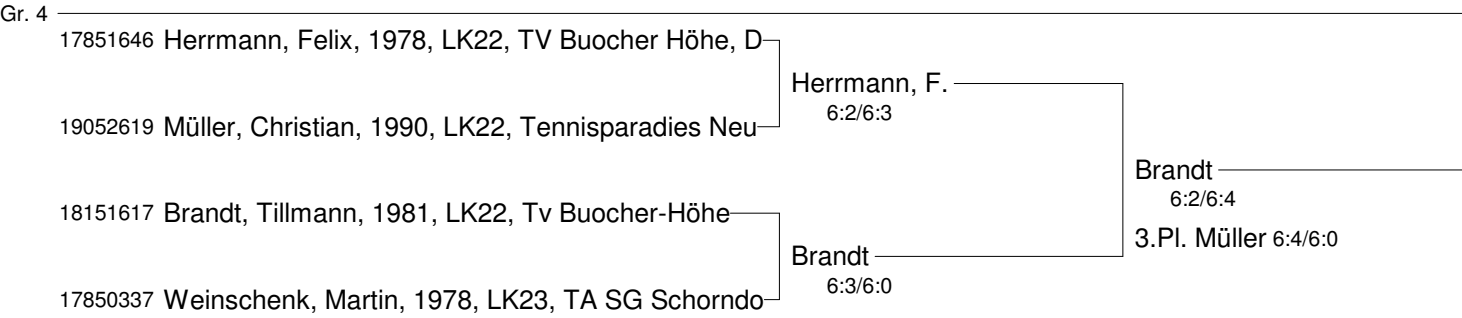 Gr. 4
17851646 Herrmann, Felix, 1978, LK22, TV Buocher Höhe, D
Herrmann, F.
6:2/6:3
19052619 Müller, Christian, 1990, LK22, Tennisparadies Neu
Brandt
6:2/6:4
18151617 Brandt, Tillmann, 1981, LK22, Tv Buocher-Höhe
3.Pl. Müller 6:4/6:0
Brandt
6:3/6:0
17850337 Weinschenk, Martin, 1978, LK23, TA SG Schorndo